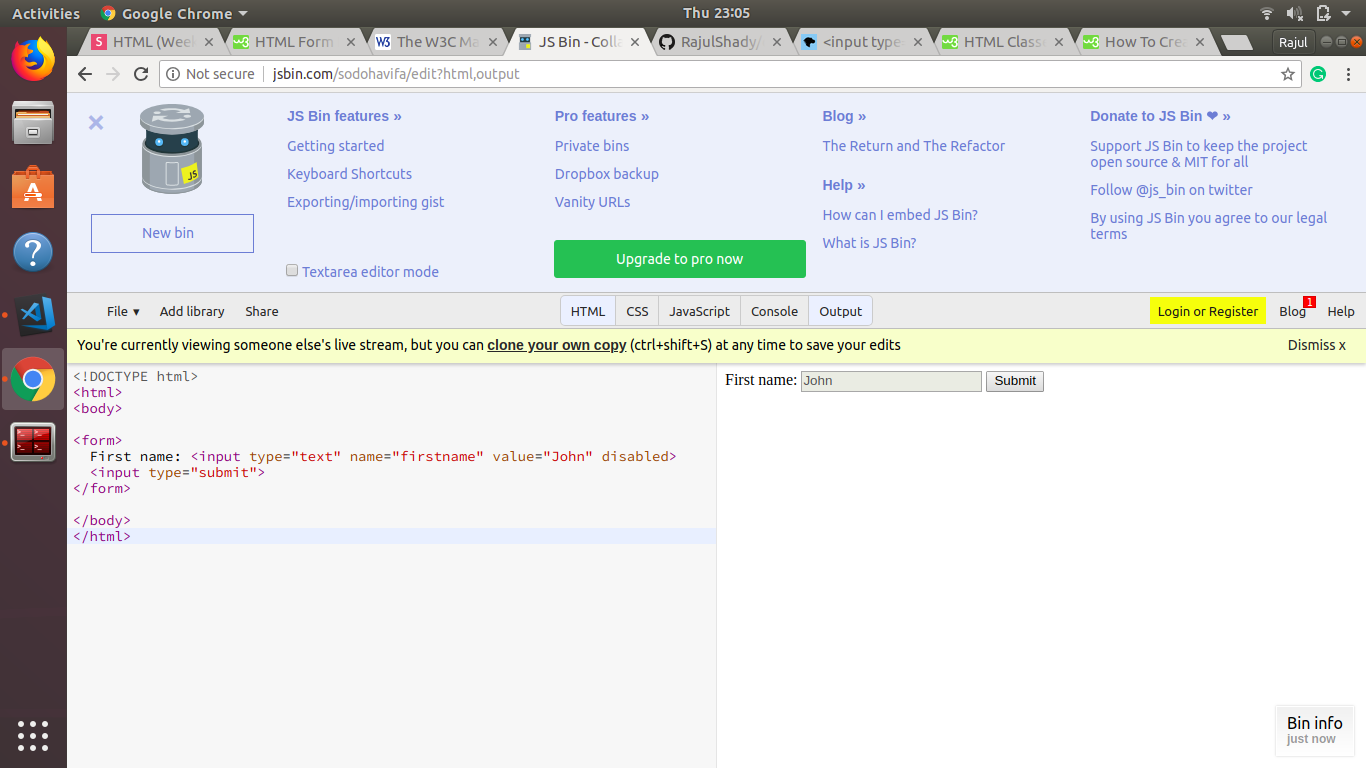 Activities Google Chrome Thu 23:05
HTML (Wee HTML Form The W3C Ma JS Bin - Colla RajulShady/ <input type- HTML Classe How To Crea Rajul
Not secure jsbin.com/sodohavifa/edit?html,output
JS Bin features »
Getting started
Keyboard Shortcuts
Exporting/importing gist
Textarea editor mode
Pro features »
Private bins
Dropbox backup
Vanity URLs
Upgrade to pro now
Blog »
The Return and The Refactor
Help »
How can I embed JS Bin?
What is JS Bin?
Donate to JS Bin ❤ »
Support JS Bin to keep the project
open source & MIT for all
Follow @js_bin on twitter
By using JS Bin you agree to our legal
terms
JS
New bin
File ▾ Add library Share HTML CSS JavaScript Console Output Login or Register Blog 1 Help
You're currently viewing someone else's live stream, but you can clone your own copy (ctrl+shift+S) at any time to save your edits Dismiss x
<!DOCTYPE html>
<html>
<body>
<form>
First name: <input type="text" name="firstname" value="John" disabled>
<input type="submit">
</form>
</body>
</html>
First name: John Submit
Bin info
just now